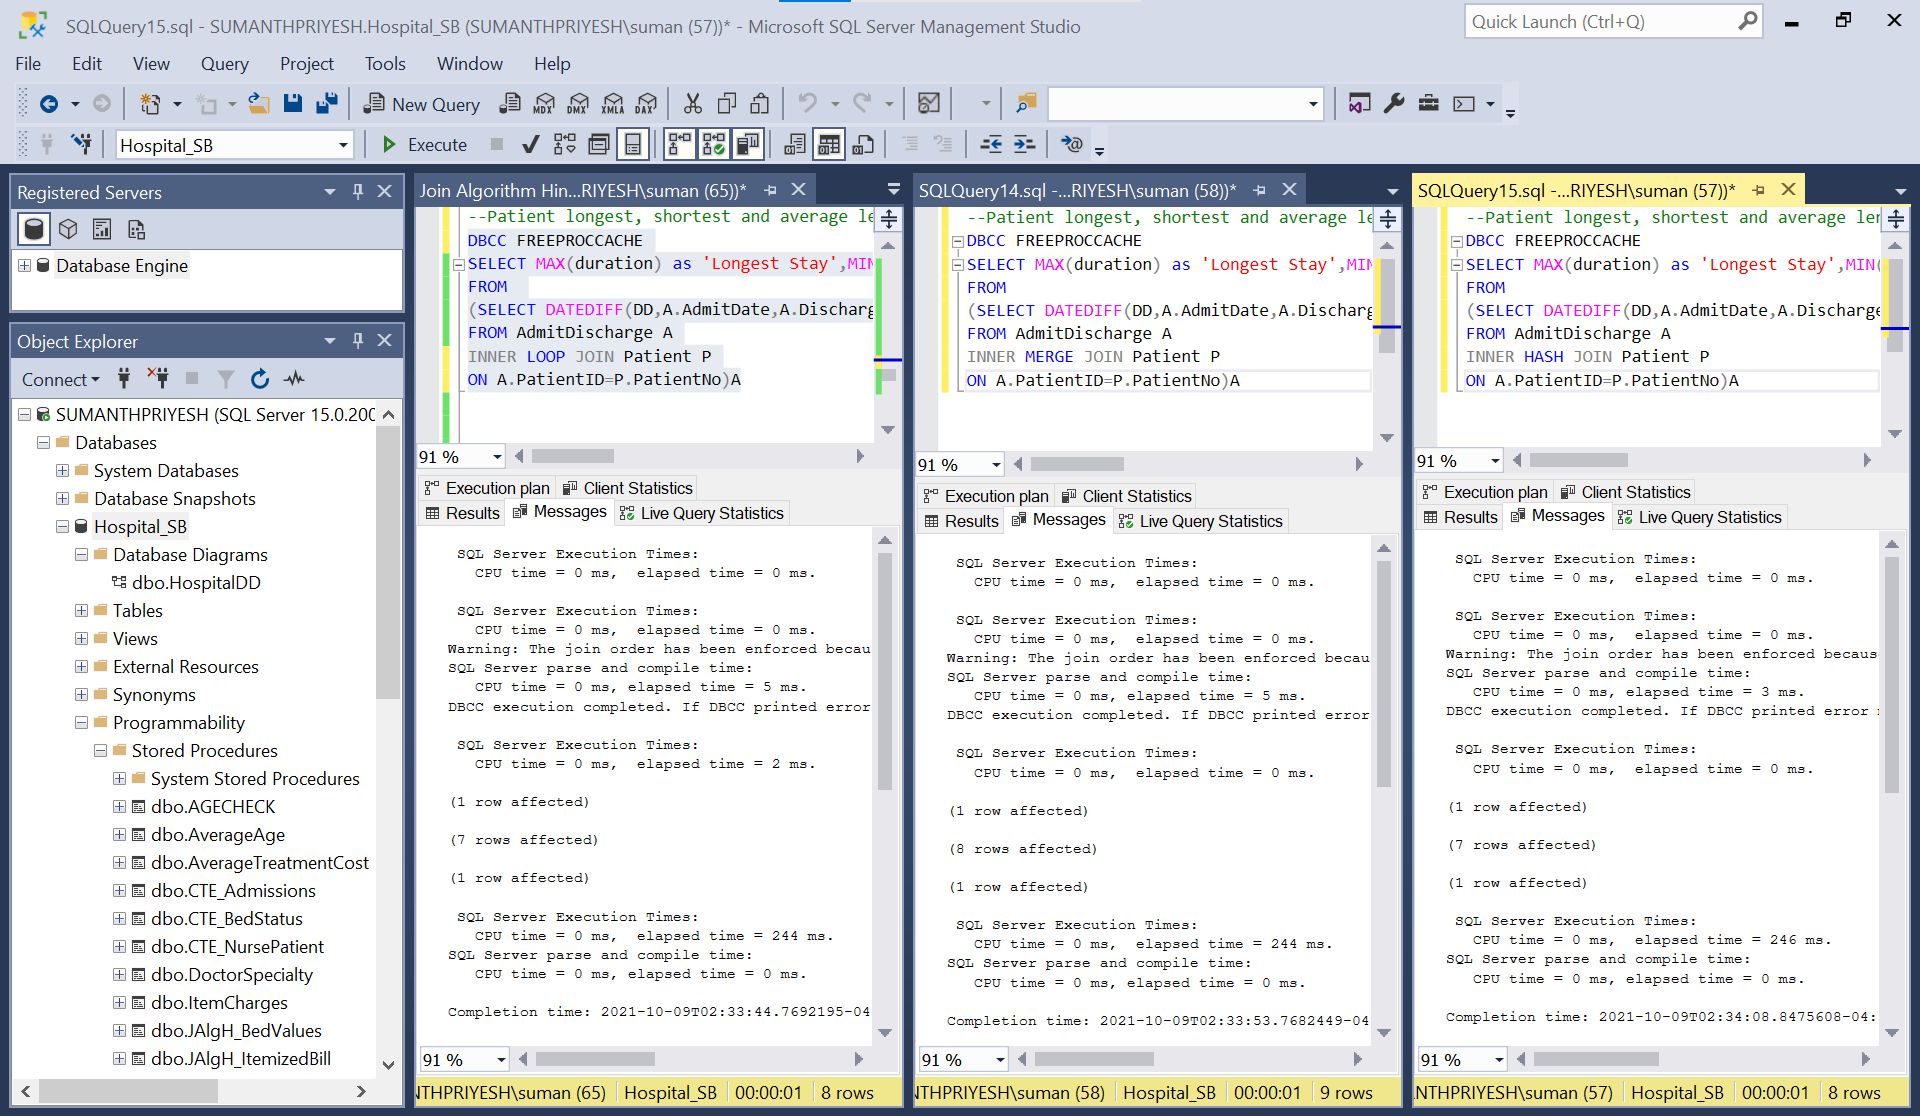 SQLQuery15.sql - SUMANTHPRIYESH.Hospital_SB (SUMANTHPRIYESH\suman (57))* - Microsoft SQL Server Management Studio
Quick Launch (Ctrl+Q)
File Edit View Query Project Tools Window Help
New Query MDX DMX XMLA DAX
Hospital_SB Execute
Registered Servers
Database Engine
Object Explorer
Connect
SUMANTHPRIYESH (SQL Server 15.0.200
Databases
System Databases
Database Snapshots
Hospital_SB
Database Diagrams
dbo.HospitalDD
Tables
Views
External Resources
Synonyms
Programmability
Stored Procedures
System Stored Procedures
dbo.AGECHECK
dbo.AverageAge
dbo.AverageTreatmentCost
dbo.CTE_Admissions
dbo.CTE_BedStatus
dbo.CTE_NursePatient
dbo.DoctorSpecialty
dbo.ItemCharges
dbo.JAlgH_BedValues
dbo.JAlgH_ItemizedBill
Join Algorithm Hin...RIYESH\suman (65))*
--Patient longest, shortest and average le
DBCC FREEPROCCACHE
SELECT MAX(duration) as 'Longest Stay',MIN
FROM
(SELECT DATEDIFF(DD,A.AdmitDate,A.Discharg
FROM AdmitDischarge A
INNER LOOP JOIN Patient P
ON A.PatientID=P.PatientNo)A
91 %
Execution plan Client Statistics
Results Messages Live Query Statistics
SQL Server Execution Times:
CPU time = 0 ms, elapsed time = 0 ms.
SQL Server Execution Times:
CPU time = 0 ms, elapsed time = 0 ms.
Warning: The join order has been enforced becau
SQL Server parse and compile time:
CPU time = 0 ms, elapsed time = 5 ms.
DBCC execution completed. If DBCC printed error
SQL Server Execution Times:
CPU time = 0 ms, elapsed time = 2 ms.
(1 row affected)
(7 rows affected)
(1 row affected)
SQL Server Execution Times:
CPU time = 0 ms, elapsed time = 244 ms.
SQL Server parse and compile time:
CPU time = 0 ms, elapsed time = 0 ms.
Completion time: 2021-10-09T02:33:44.7692195-04
91 %
NTHPRIYESH\suman (65) Hospital_SB 00:00:01 8 rows
SQLQuery14.sql -...RIYESH\suman (58))*
--Patient longest, shortest and average le
DBCC FREEPROCCACHE
SELECT MAX(duration) as 'Longest Stay',MIN
FROM
(SELECT DATEDIFF(DD,A.AdmitDate,A.Discharg
FROM AdmitDischarge A
INNER MERGE JOIN Patient P
ON A.PatientID=P.PatientNo)A
91 %
Execution plan Client Statistics
Results Messages Live Query Statistics
SQL Server Execution Times:
CPU time = 0 ms, elapsed time = 0 ms.
SQL Server Execution Times:
CPU time = 0 ms, elapsed time = 0 ms.
Warning: The join order has been enforced becau
SQL Server parse and compile time:
CPU time = 0 ms, elapsed time = 5 ms.
DBCC execution completed. If DBCC printed error
SQL Server Execution Times:
CPU time = 0 ms, elapsed time = 0 ms.
(1 row affected)
(8 rows affected)
(1 row affected)
SQL Server Execution Times:
CPU time = 0 ms, elapsed time = 244 ms.
SQL Server parse and compile time:
CPU time = 0 ms, elapsed time = 0 ms.
Completion time: 2021-10-09T02:33:53.7682449-04
91 %
NTHPRIYESH\suman (58) Hospital_SB 00:00:01 9 rows
SQLQuery15.sql -...RIYESH\suman (57))*
--Patient longest, shortest and average ler
DBCC FREEPROCCACHE
SELECT MAX(duration) as 'Longest Stay',MIN(
FROM
(SELECT DATEDIFF(DD,A.AdmitDate,A.Discharge
FROM AdmitDischarge A
INNER HASH JOIN Patient P
ON A.PatientID=P.PatientNo)A
91 %
Execution plan Client Statistics
Results Messages Live Query Statistics
SQL Server Execution Times:
CPU time = 0 ms, elapsed time = 0 ms.
SQL Server Execution Times:
CPU time = 0 ms, elapsed time = 0 ms.
Warning: The join order has been enforced becaus
SQL Server parse and compile time:
CPU time = 0 ms, elapsed time = 3 ms.
DBCC execution completed. If DBCC printed error
SQL Server Execution Times:
CPU time = 0 ms, elapsed time = 0 ms.
(1 row affected)
(7 rows affected)
(1 row affected)
SQL Server Execution Times:
CPU time = 0 ms, elapsed time = 246 ms.
SQL Server parse and compile time:
CPU time = 0 ms, elapsed time = 0 ms.
Completion time: 2021-10-09T02:34:08.8475608-04:
91 %
NTHPRIYESH\suman (57) Hospital_SB 00:00:01 8 rows